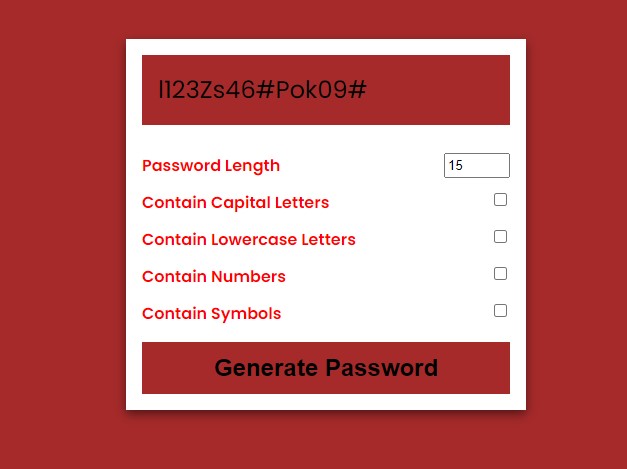 l123Zs46#Pok09#
Password Length
15
Contain Capital Letters
Contain Lowercase Letters
Contain Numbers
Contain Symbols
Generate Password